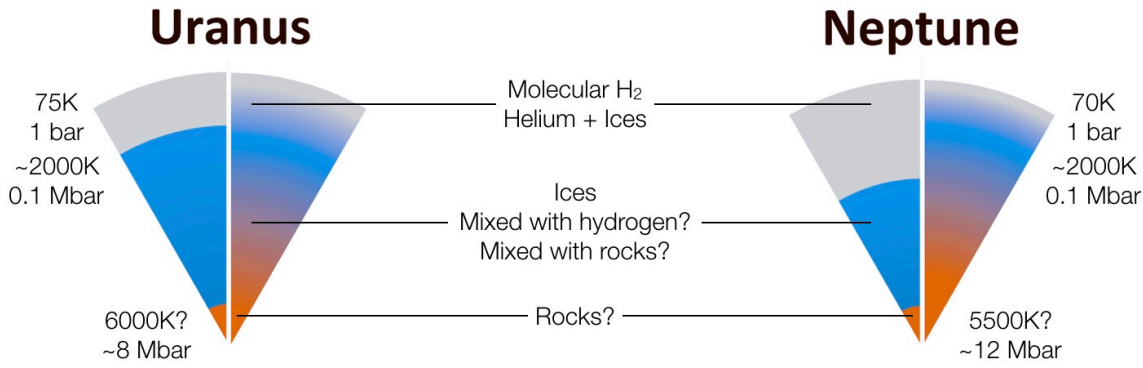 Uranus
Neptune
75K
1 bar
~2000K
0.1 Mbar
6000K?
~8 Mbar
Molecular H₂
Helium + Ices
Ices
Mixed with hydrogen?
Mixed with rocks?
Rocks?
70K
1 bar
~2000K
0.1 Mbar
5500K?
~12 Mbar